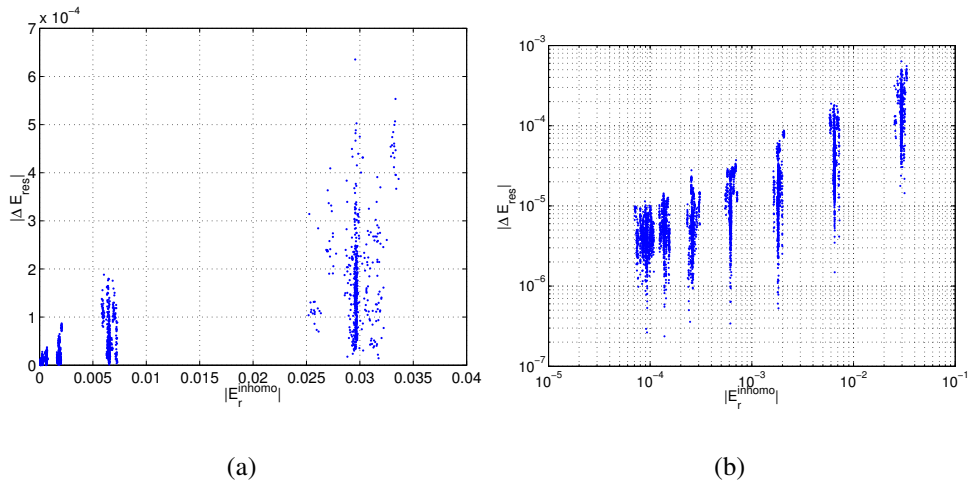 x 10⁻⁴
7
6
5
4
3
2
1
0
|Δ E_res|
0 0.005 0.01 0.015 0.02 0.025 0.03 0.035 0.04
|E_r^inhomo|
(a)
10⁻³
10⁻⁴
10⁻⁵
10⁻⁶
10⁻⁷
|Δ E_res|
10⁻⁵ 10⁻⁴ 10⁻³ 10⁻² 10⁻¹
|E_r^inhomo|
(b)